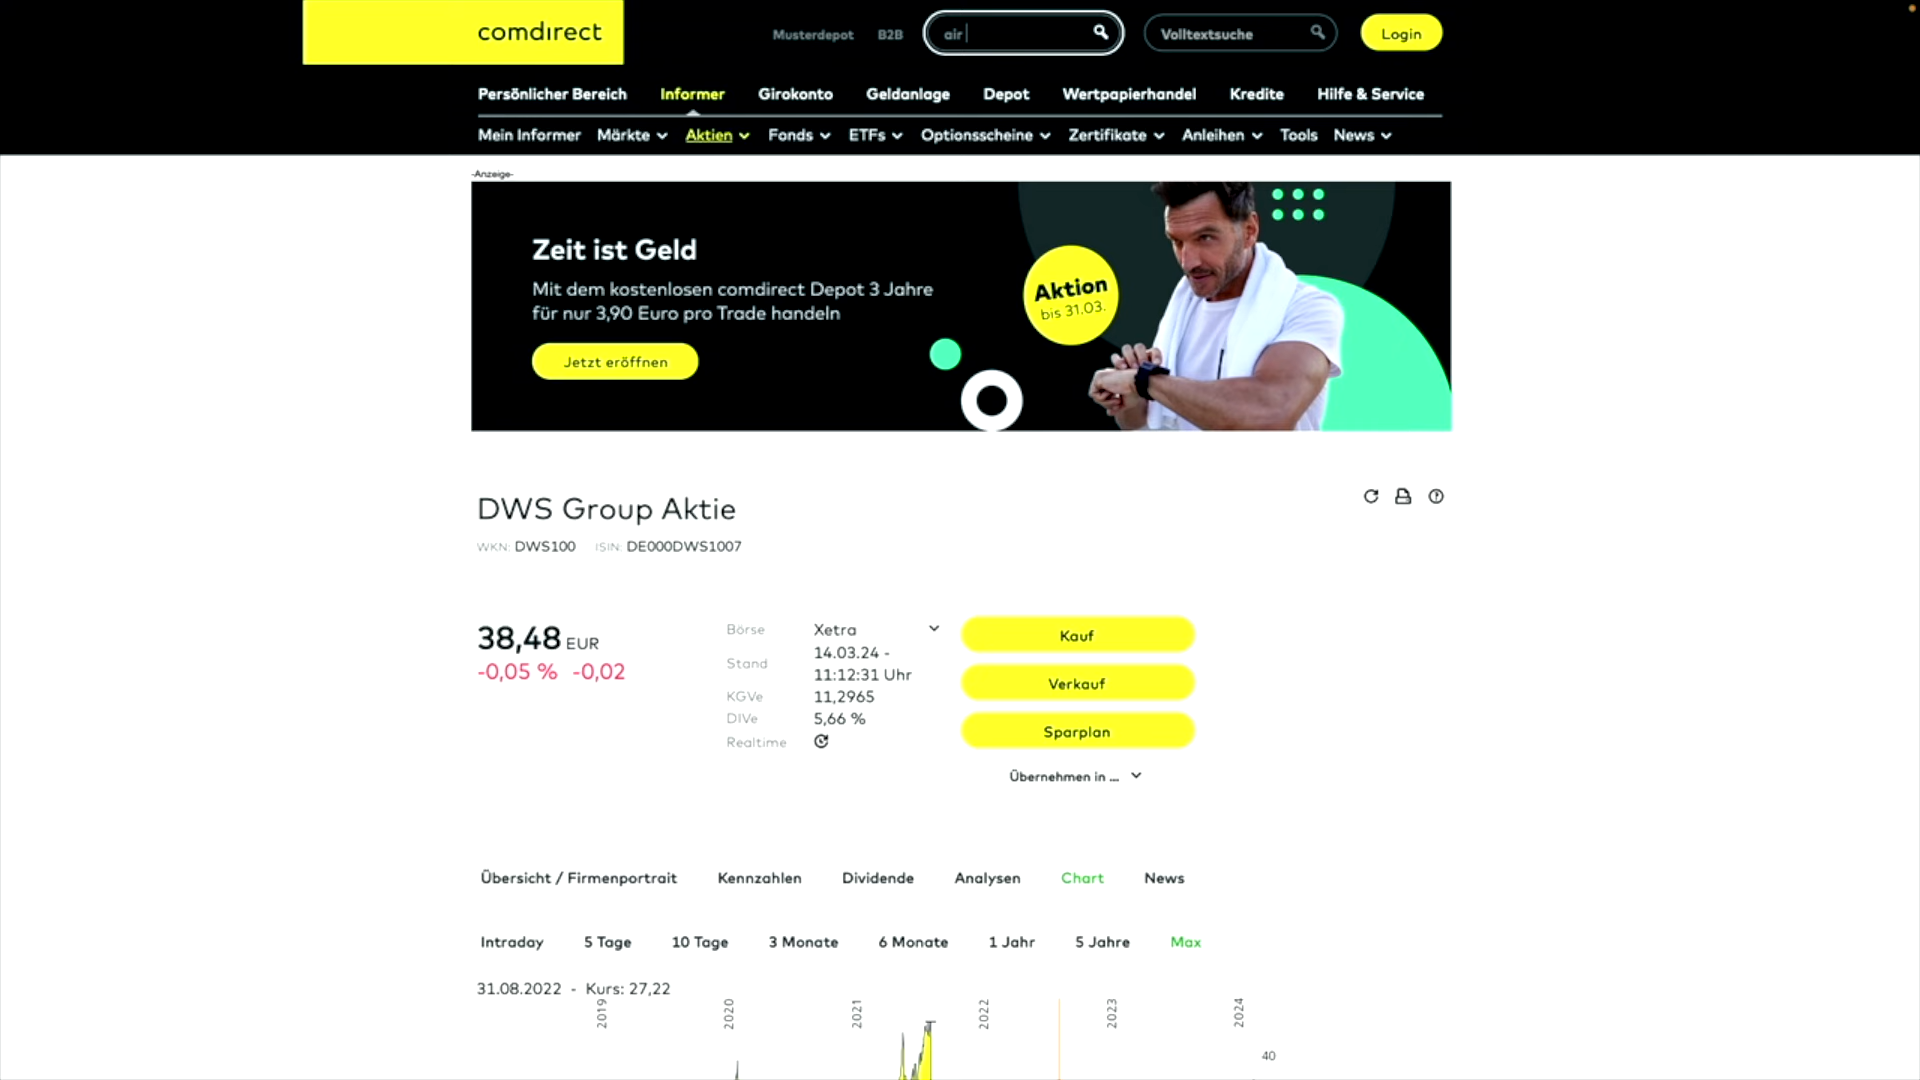 comdirect
Musterdepot B2B air Volltextsuche Login
Persönlicher Bereich Informer Girokonto Geldanlage Depot Wertpapierhandel Kredite Hilfe & Service
Mein Informer Märkte Aktien Fonds ETFs Optionsscheine Zertifikate Anleihen Tools News
-Anzeige-
Zeit ist Geld
Mit dem kostenlosen comdirect Depot 3 Jahre
für nur 3,90 Euro pro Trade handeln
Jetzt eröffnen
Aktion
bis 31.03.
DWS Group Aktie
WKN: DWS100 ISIN: DE000DWS1007
38,48 EUR
-0,05 % -0,02
Börse Xetra
Stand 14.03.24 -
11:12:31 Uhr
KGVe 11,2965
DIVe 5,66 %
Realtime
Kauf
Verkauf
Sparplan
Übernehmen in ...
Übersicht / Firmenportrait Kennzahlen Dividende Analysen Chart News
Intraday 5 Tage 10 Tage 3 Monate 6 Monate 1 Jahr 5 Jahre Max
31.08.2022 - Kurs: 27,22
2019 2020 2021 2022 2023 2024
40